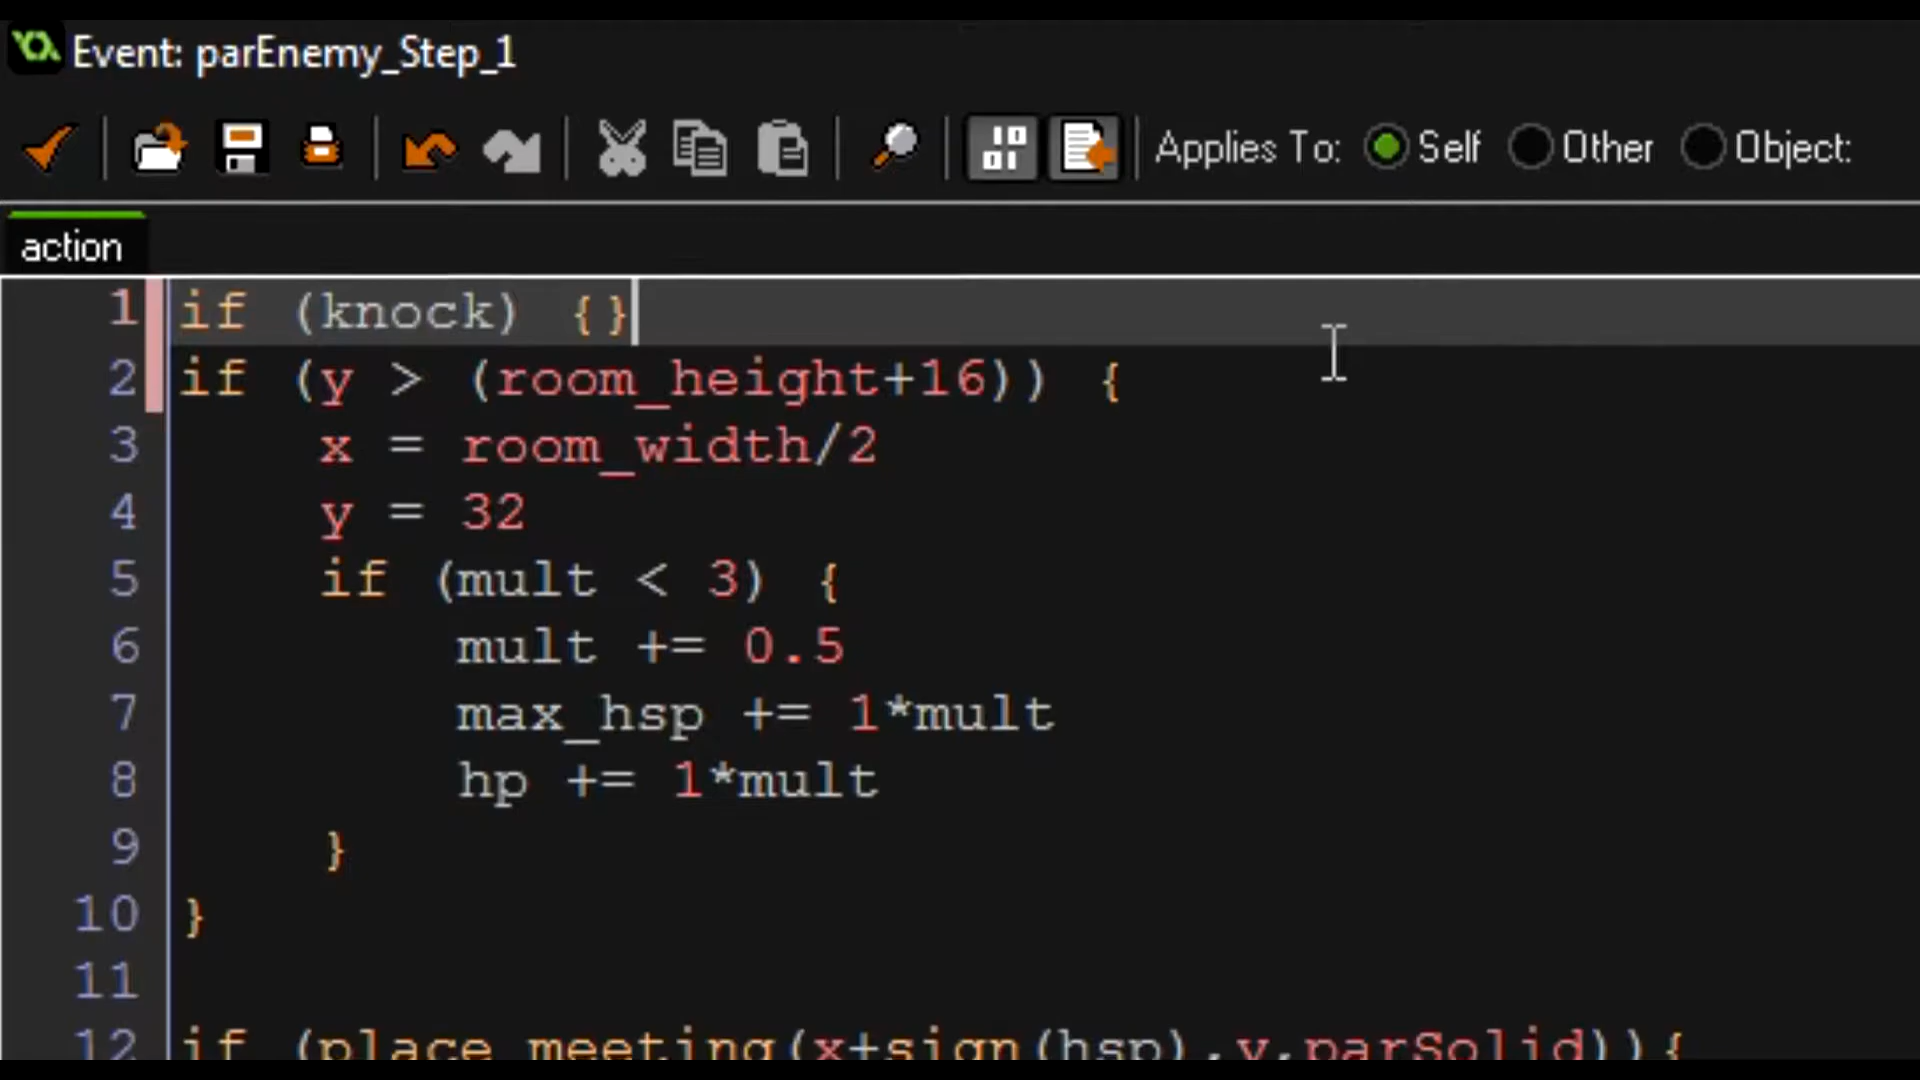 Event: parEnemy_Step_1
Applies To: Self Other Object:
action
1 if (knock) {}
2 if (y > (room_height+16)) {
3 x = room_width/2
4 y = 32
5 if (mult < 3) {
6 mult += 0.5
7 max_hsp += 1*mult
8 hp += 1*mult
9 }
10 }
11
12 if (place_meeting(x+sign(hsp),y,parSolid)){